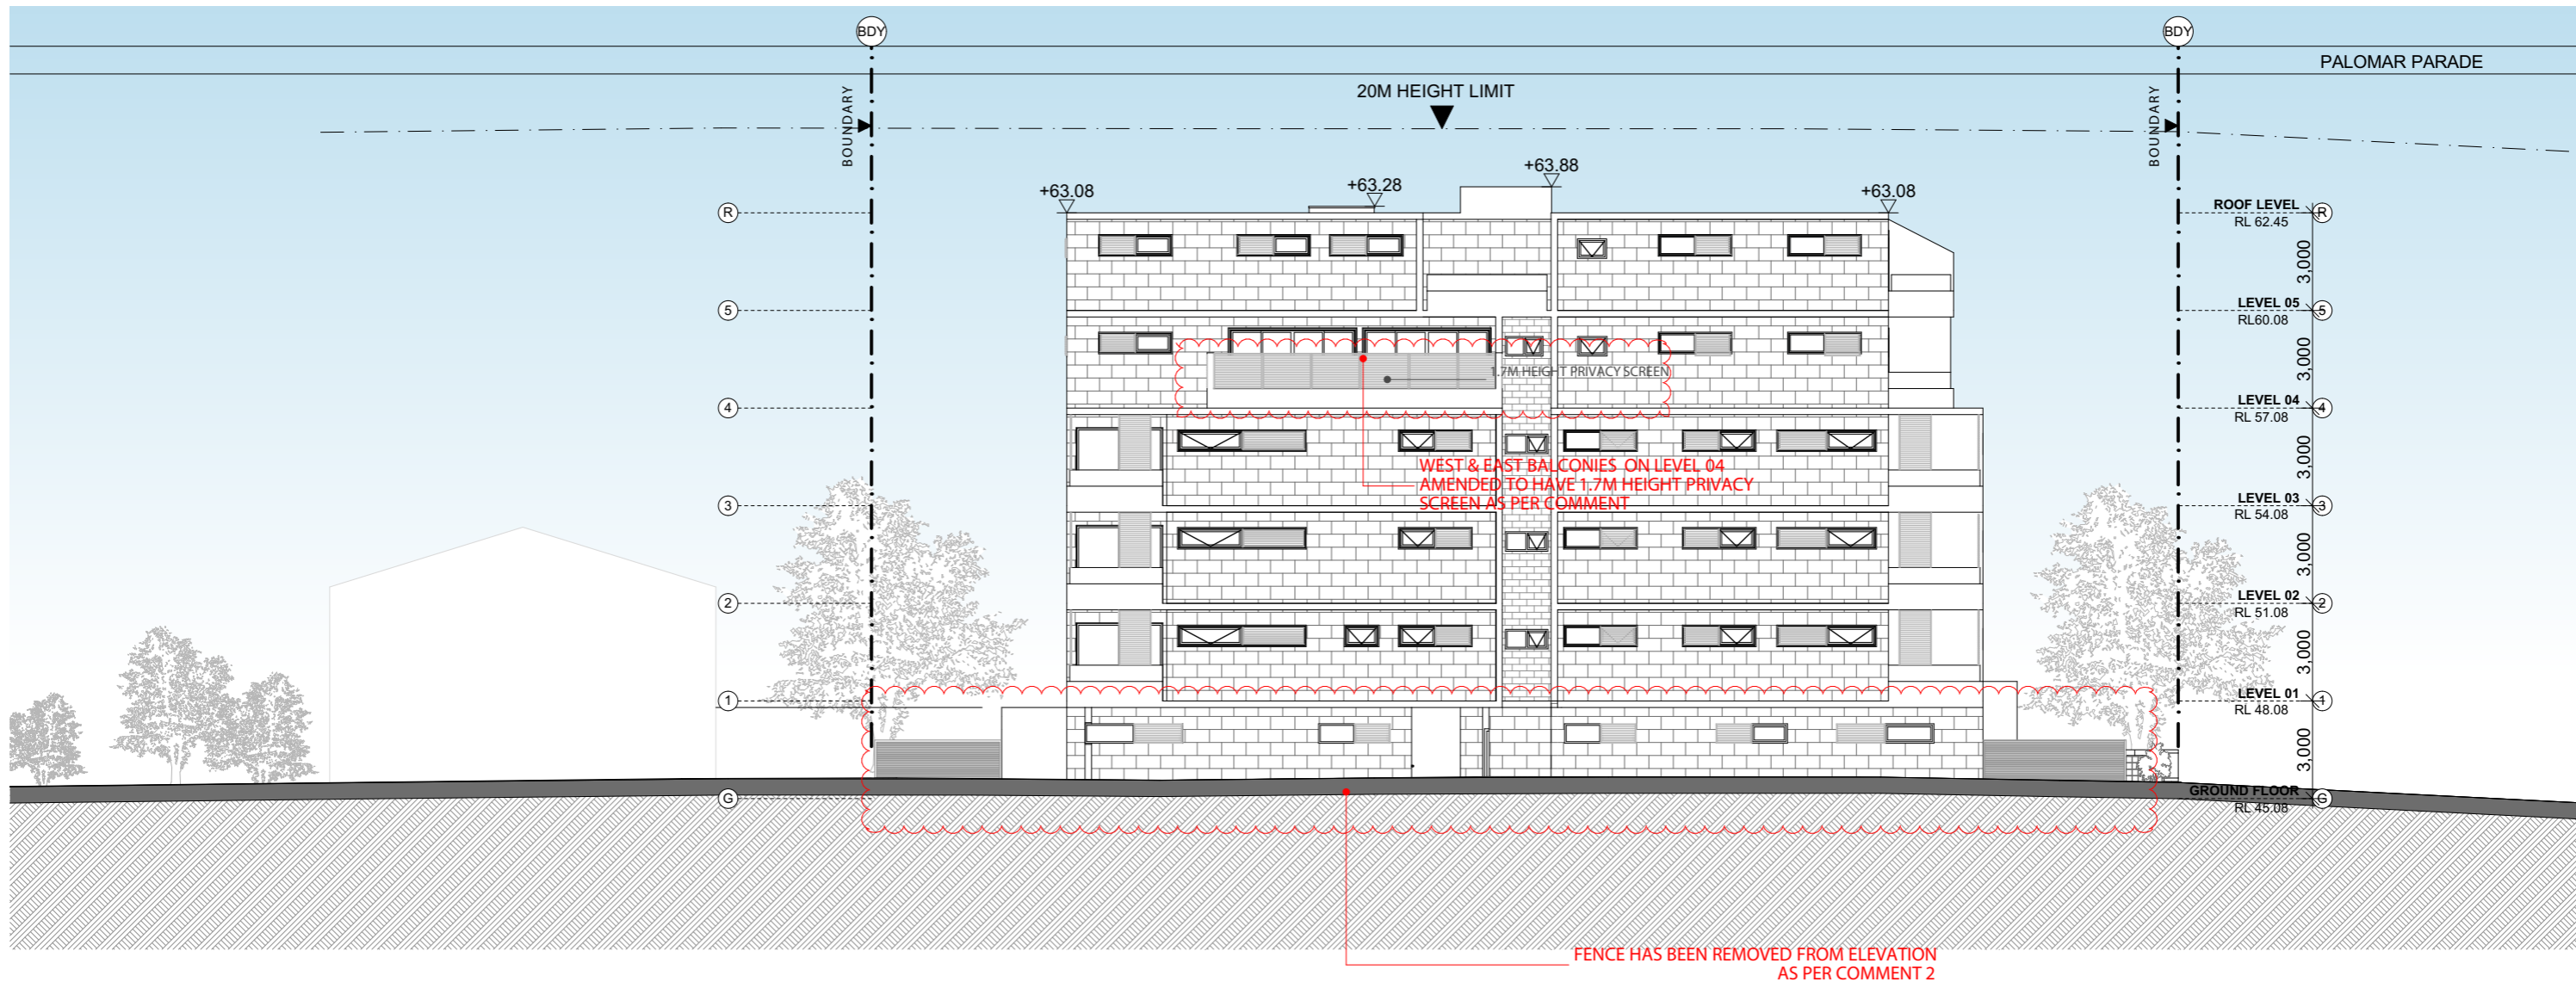 BDY
BDY
PALOMAR PARADE
20M HEIGHT LIMIT
BOUNDARY
BOUNDARY
+63.08
+63.28
+63.88
+63.08
R
ROOF LEVEL
RL 62.45
R
3,000
5
LEVEL 05
RL60.08
5
3,000
1.7M HEIGHT PRIVACY SCREEN
4
LEVEL 04
RL 57.08
4
3,000
WEST & EAST BALCONIES ON LEVEL 04
AMENDED TO HAVE 1.7M HEIGHT PRIVACY
SCREEN AS PER COMMENT
3
LEVEL 03
RL 54.08
3
3,000
2
LEVEL 02
RL 51.08
2
3,000
1
LEVEL 01
RL 48.08
1
3,000
G
GROUND FLOOR
RL 45.08
G
FENCE HAS BEEN REMOVED FROM ELEVATION
AS PER COMMENT 2